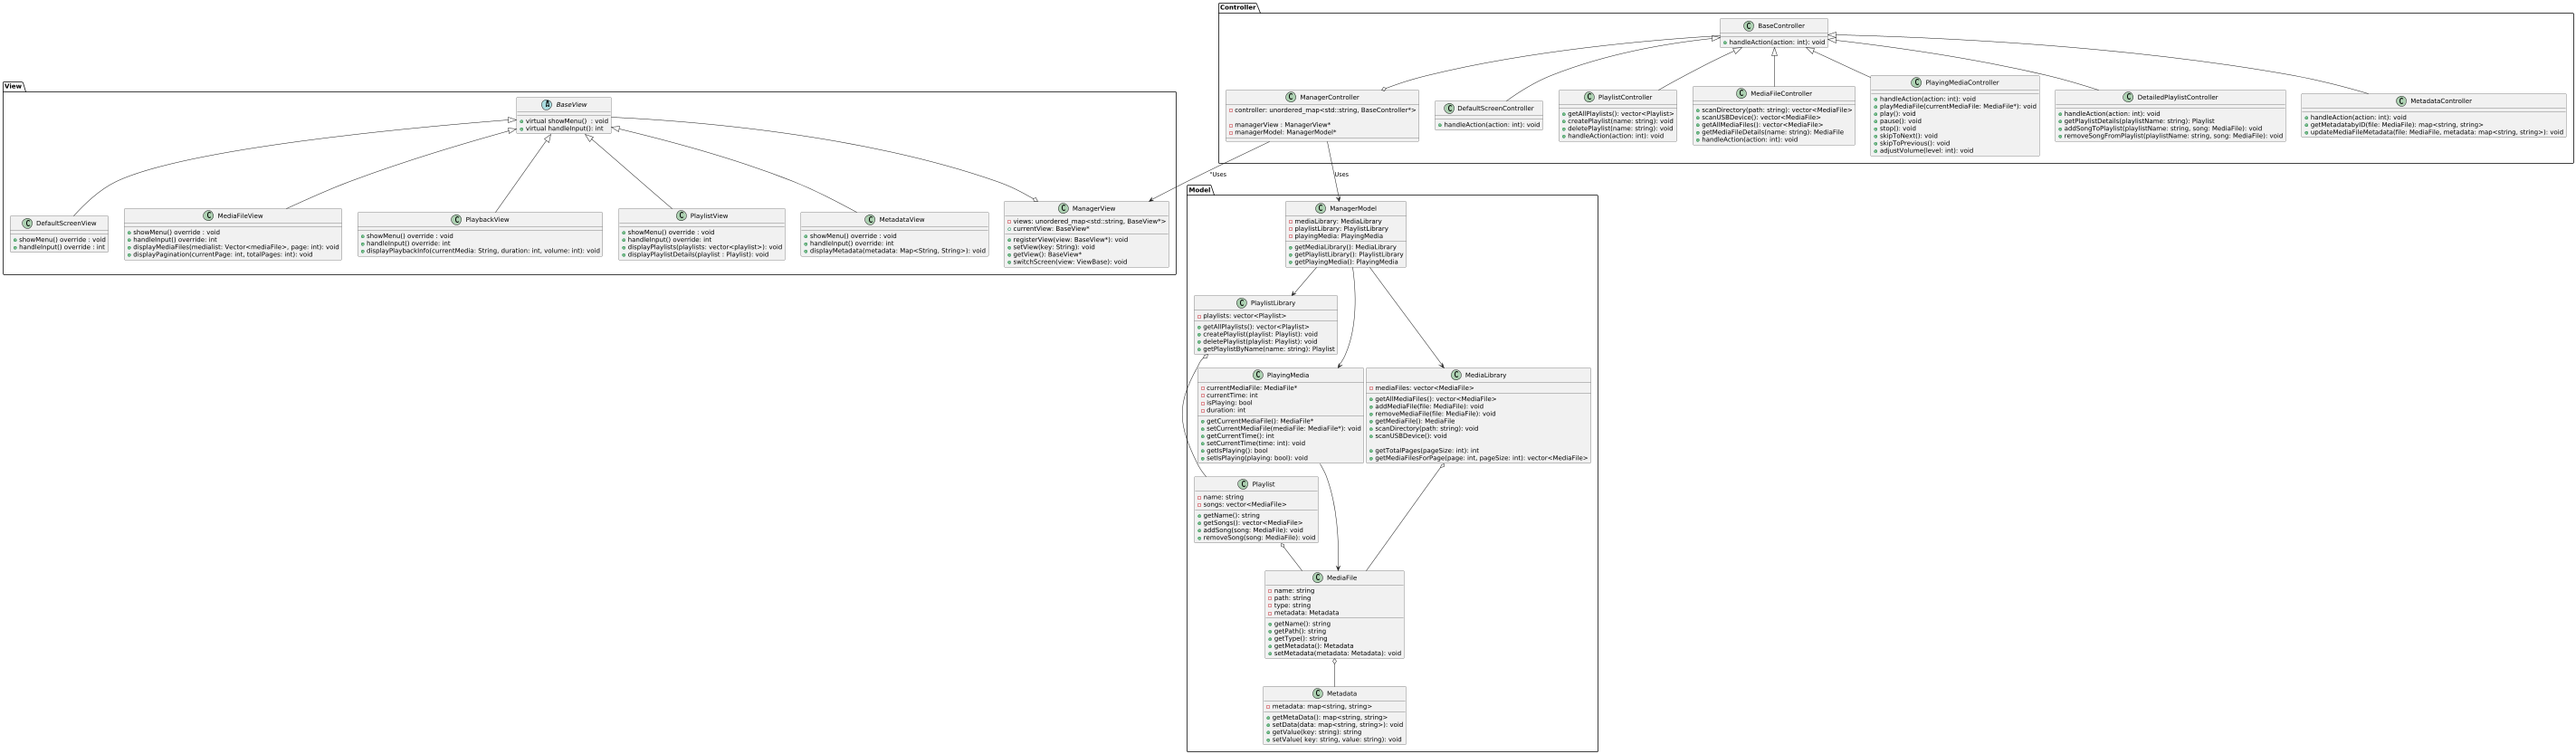 Controller
BaseController
handleAction(action: int): void
ManagerController
controller: unordered_map<std::string, BaseController*>
managerView : ManagerView*
managerModel: ManagerModel*
DefaultScreenController
handleAction(action: int): void
PlaylistController
getAllPlaylists(): vector<Playlist>
createPlaylist(name: string): void
deletePlaylist(name: string): void
handleAction(action: int): void
MediaFileController
scanDirectory(path: string): vector<MediaFile>
scanUSBDevice(): vector<MediaFile>
getAllMediaFiles(): vector<MediaFile>
getMediaFileDetails(name: string): MediaFile
handleAction(action: int): void
PlayingMediaController
handleAction(action: int): void
playMediaFile(currentMediaFile: MediaFile*): void
play(): void
pause(): void
stop(): void
skipToNext(): void
skipToPrevious(): void
adjustVolume(level: int): void
DetailedPlaylistController
handleAction(action: int): void
getPlaylistDetails(playlistName: string): Playlist
addSongToPlaylist(playlistName: string, song: MediaFile): void
removeSongFromPlaylist(playlistName: string, song: MediaFile): void
MetadataController
handleAction(action: int): void
getMetadatabyID(file: MediaFile): map<string, string>
updateMediaFileMetadata(file: MediaFile, metadata: map<string, string>): void
View
BaseView
virtual showMenu()  : void
virtual handleInput(): int
DefaultScreenView
showMenu() override : void
handleInput() override : int
MediaFileView
showMenu() override : void
handleInput() override: int
displayMediaFiles(medialist: Vector<mediaFile>, page: int): void
displayPagination(currentPage: int, totalPages: int): void
PlaybackView
showMenu() override : void
handleInput() override: int
displayPlaybackInfo(currentMedia: String, duration: int, volume: int): void
PlaylistView
showMenu() override : void
handleInput() override: int
displayPlaylists(playlists: vector<playlist>): void
displayPlaylistDetails(playlist : Playlist): void
MetadataView
showMenu() override : void
handleInput() override: int
displayMetadata(metadata: Map<String, String>): void
ManagerView
views: unordered_map<std::string, BaseView*>
currentView: BaseView*
registerView(view: BaseView*): void
setView(key: String): void
getView(): BaseView*
switchScreen(view: ViewBase): void
"Uses
Uses
Model
ManagerModel
mediaLibrary: MediaLibrary
playlistLibrary: PlaylistLibrary
playingMedia: PlayingMedia
getMediaLibrary(): MediaLibrary
getPlaylistLibrary(): PlaylistLibrary
getPlayingMedia(): PlayingMedia
PlaylistLibrary
playlists: vector<Playlist>
getAllPlaylists(): vector<Playlist>
createPlaylist(playlist: Playlist): void
deletePlaylist(playlist: Playlist): void
getPlaylistByName(name: string): Playlist
PlayingMedia
currentMediaFile: MediaFile*
currentTime: int
isPlaying: bool
duration: int
getCurrentMediaFile(): MediaFile*
setCurrentMediaFile(mediaFile: MediaFile*): void
getCurrentTime(): int
setCurrentTime(time: int): void
getIsPlaying(): bool
setIsPlaying(playing: bool): void
MediaLibrary
mediaFiles: vector<MediaFile>
getAllMediaFiles(): vector<MediaFile>
addMediaFile(file: MediaFile): void
removeMediaFile(file: MediaFile): void
getMediaFile(): MediaFile
scanDirectory(path: string): void
scanUSBDevice(): void
getTotalPages(pageSize: int): int
getMediaFilesForPage(page: int, pageSize: int): vector<MediaFile>
Playlist
name: string
songs: vector<MediaFile>
getName(): string
getSongs(): vector<MediaFile>
addSong(song: MediaFile): void
removeSong(song: MediaFile): void
MediaFile
name: string
path: string
type: string
metadata: Metadata
getName(): string
getPath(): string
getType(): string
getMetadata(): Metadata
setMetadata(metadata: Metadata): void
Metadata
metadata: map<string, string>
getMetaData(): map<string, string>
setData(data: map<string, string>): void
getValue(key: string): string
setValue( key: string, value: string): void